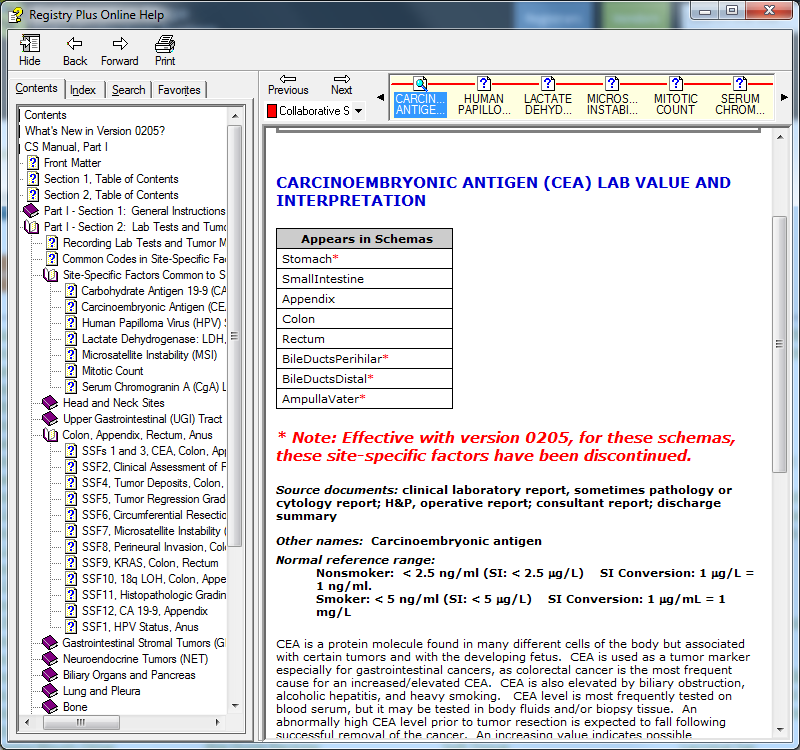 Registry Plus Online Help
Hide
Back
Forward
Print
Contents
Index
Search
Favorites
Contents
What's New in Version 0205?
CS Manual, Part I
Front Matter
Section 1, Table of Contents
Section 2, Table of Contents
Part I - Section 1: General Instructions
Part I - Section 2: Lab Tests and Tumo
Recording Lab Tests and Tumor M
Common Codes in Site-Specific Fa
Site-Specific Factors Common to S
Carbohydrate Antigen 19-9 (CA
Carcinoembryonic Antigen (CE
Human Papilloma Virus (HPV) S
Lactate Dehydrogenase: LDH,
Microsatellite Instability (MSI)
Mitotic Count
Serum Chromogranin A (CgA) L
Head and Neck Sites
Upper Gastrointestinal (UGI) Tract
Colon, Appendix, Rectum, Anus
SSFs 1 and 3, CEA, Colon, App
SSF2, Clinical Assessment of F
SSF4, Tumor Deposits, Colon,
SSF5, Tumor Regression Grad
SSF6, Circumferential Resectio
SSF7, Microsatellite Instability (
SSF8, Perineural Invasion, Colo
SSF9, KRAS, Colon, Rectum
SSF10, 18q LOH, Colon, Appe
SSF11, Histopathologic Grading
SSF12, CA 19-9, Appendix
SSF1, HPV Status, Anus
Gastrointestinal Stromal Tumors (GI
Neuroendocrine Tumors (NET)
Biliary Organs and Pancreas
Lung and Pleura
Bone
Previous
Next
Collaborative S
CARCIN... ANTIGE...
HUMAN PAPILLO...
LACTATE DEHYD...
MICROS... INSTABI...
MITOTIC COUNT
SERUM CHROM...
CARCINOEMBRYONIC ANTIGEN (CEA) LAB VALUE AND
INTERPRETATION
Appears in Schemas
Stomach*
SmallIntestine
Appendix
Colon
Rectum
BileDuctsPerihilar*
BileDuctsDistal*
AmpullaVater*
* Note: Effective with version 0205, for these schemas,
these site-specific factors have been discontinued.
Source documents: clinical laboratory report, sometimes pathology or
cytology report; H&P, operative report; consultant report; discharge
summary
Other names: Carcinoembryonic antigen
Normal reference range:
Nonsmoker: < 2.5 ng/ml (SI: < 2.5 µg/L) SI Conversion: 1 µg/L =
1 ng/ml.
Smoker: < 5 ng/ml (SI: < 5 µg/L) SI Conversion: 1 µg/mL = 1
mg/L
CEA is a protein molecule found in many different cells of the body but associated
with certain tumors and with the developing fetus. CEA is used as a tumor marker
especially for gastrointestinal cancers, as colorectal cancer is the most frequent
cause for an increased/elevated CEA. CEA is also elevated by biliary obstruction,
alcoholic hepatitis, and heavy smoking. CEA level is most frequently tested on
blood serum, but it may be tested in body fluids and/or biopsy tissue. An
abnormally high CEA level prior to tumor resection is expected to fall following
successful removal of the cancer. An increasing value indicates possible